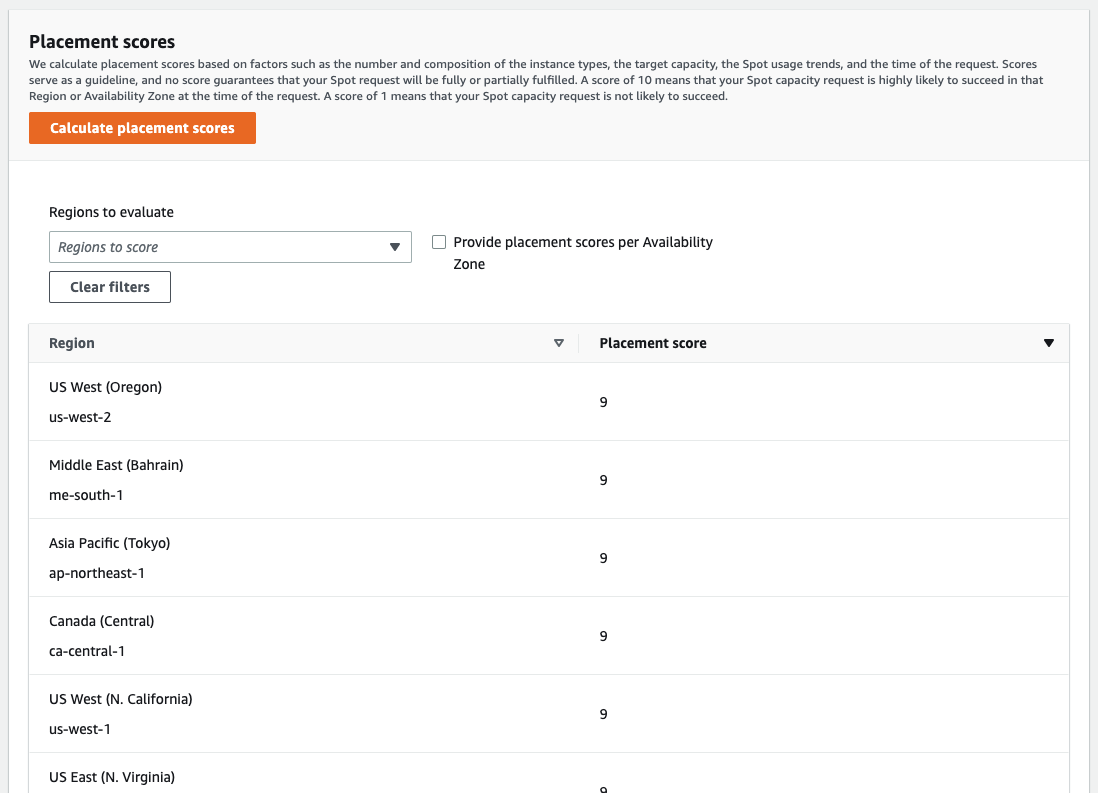 Placement scores
We calculate placement scores based on factors such as the number and composition of the instance types, the target capacity, the Spot usage trends, and the time of the request. Scores
serve as a guideline, and no score guarantees that your Spot request will be fully or partially fulfilled. A score of 10 means that your Spot capacity request is highly likely to succeed in that
Region or Availability Zone at the time of the request. A score of 1 means that your Spot capacity request is not likely to succeed.
Calculate placement scores
Regions to evaluate
Regions to score
Provide placement scores per Availability
Zone
Clear filters
Region Placement score
US West (Oregon)
us-west-2
9
Middle East (Bahrain)
me-south-1
9
Asia Pacific (Tokyo)
ap-northeast-1
9
Canada (Central)
ca-central-1
9
US West (N. California)
us-west-1
9
US East (N. Virginia)
9